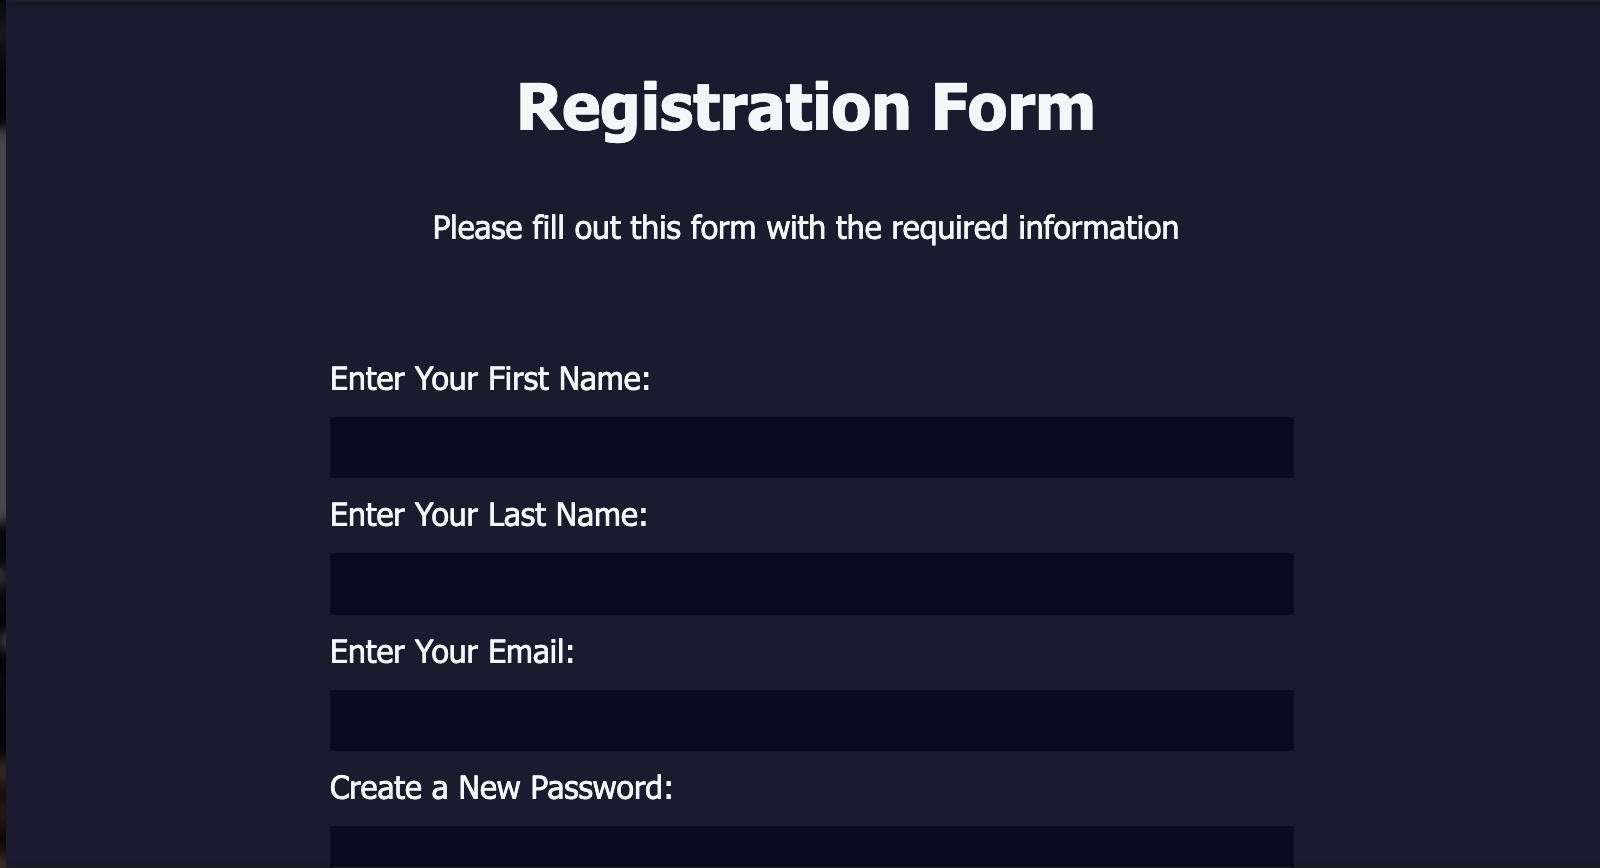 Registration Form
Please fill out this form with the required information
Enter Your First Name:
Enter Your Last Name:
Enter Your Email:
Create a New Password: